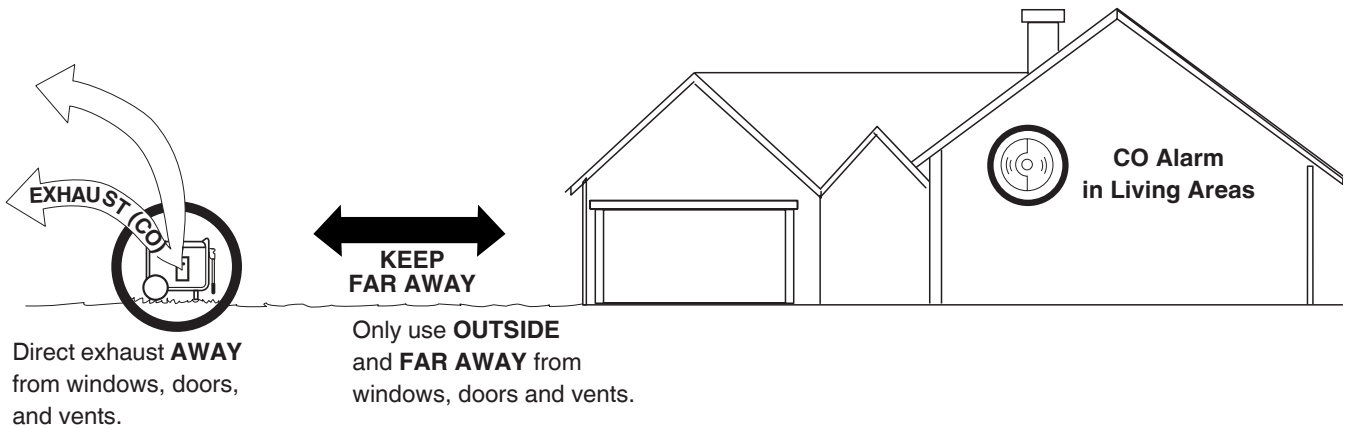 EXHAUST (CO)
KEEP
FAR AWAY
CO Alarm
in Living Areas
Direct exhaust AWAY
from windows, doors,
and vents.
Only use OUTSIDE
and FAR AWAY from
windows, doors and vents.